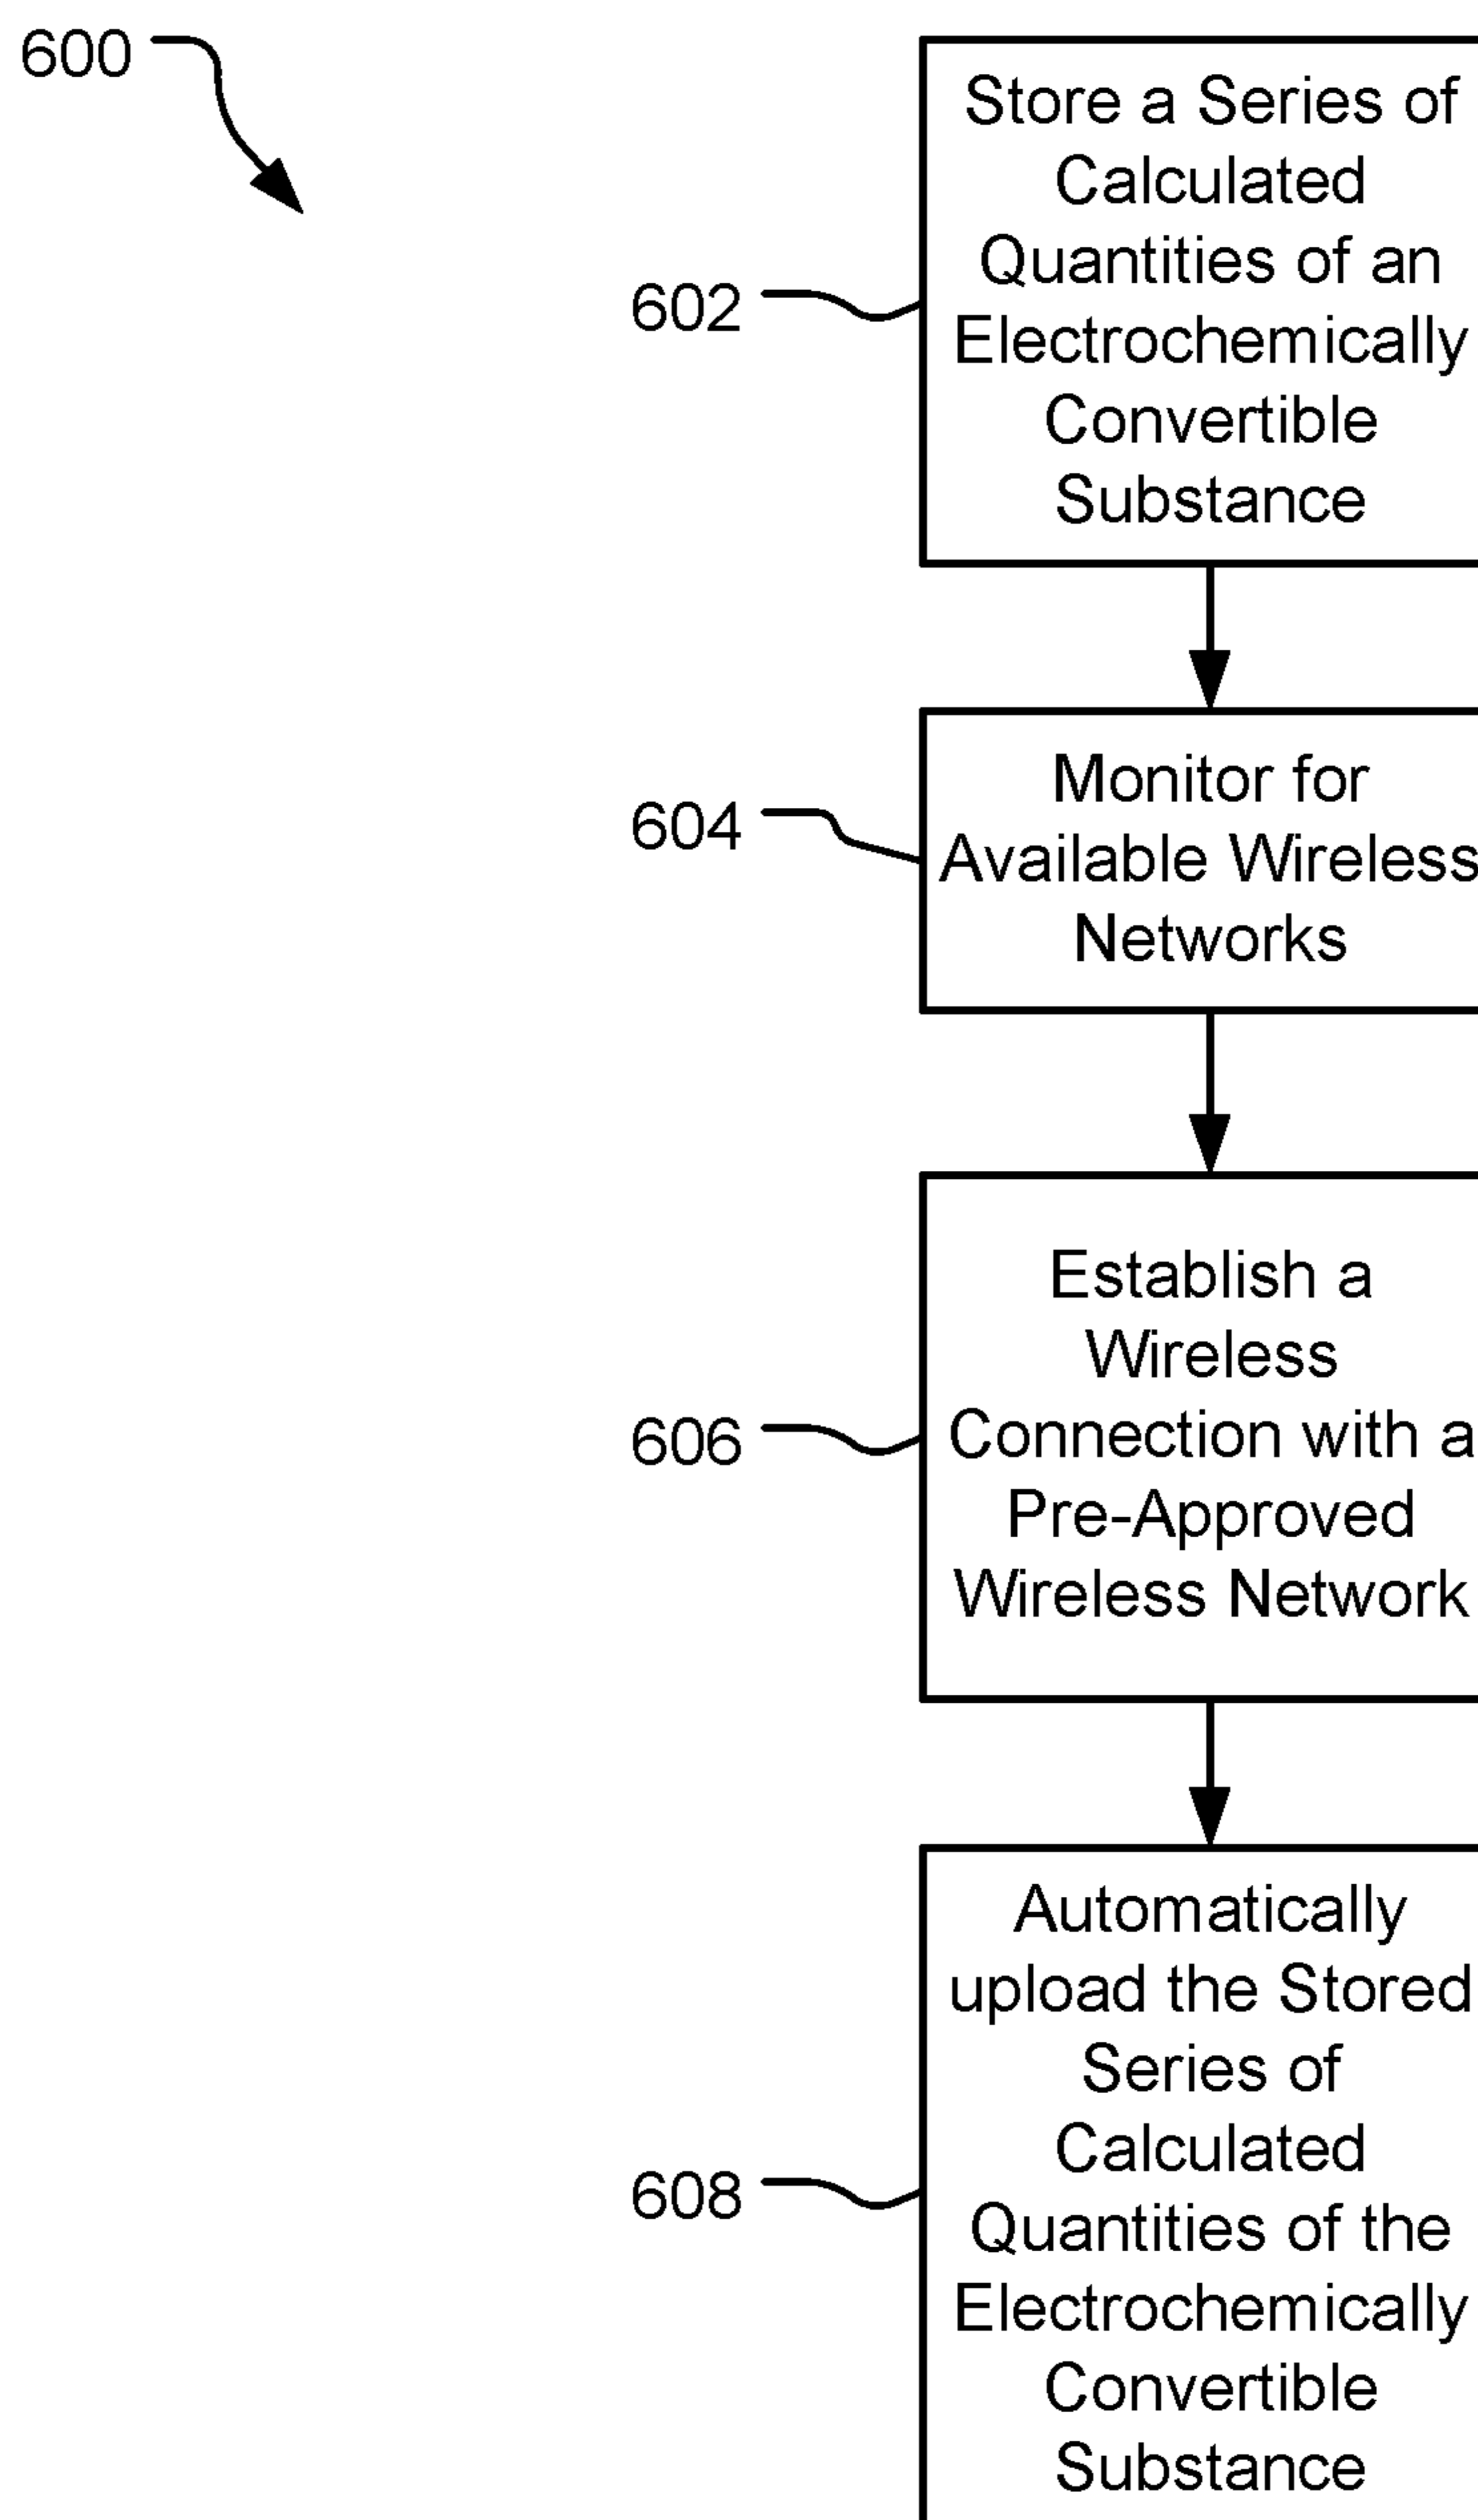 600
Store a Series of
Calculated
Quantities of an
Electrochemically
Convertible
Substance
602
Monitor for
Available Wireless
Networks
604
Establish a
Wireless
Connection with a
Pre-Approved
Wireless Network
606
Automatically
upload the Stored
Series of
Calculated
Quantities of the
Electrochemically
Convertible
Substance
608